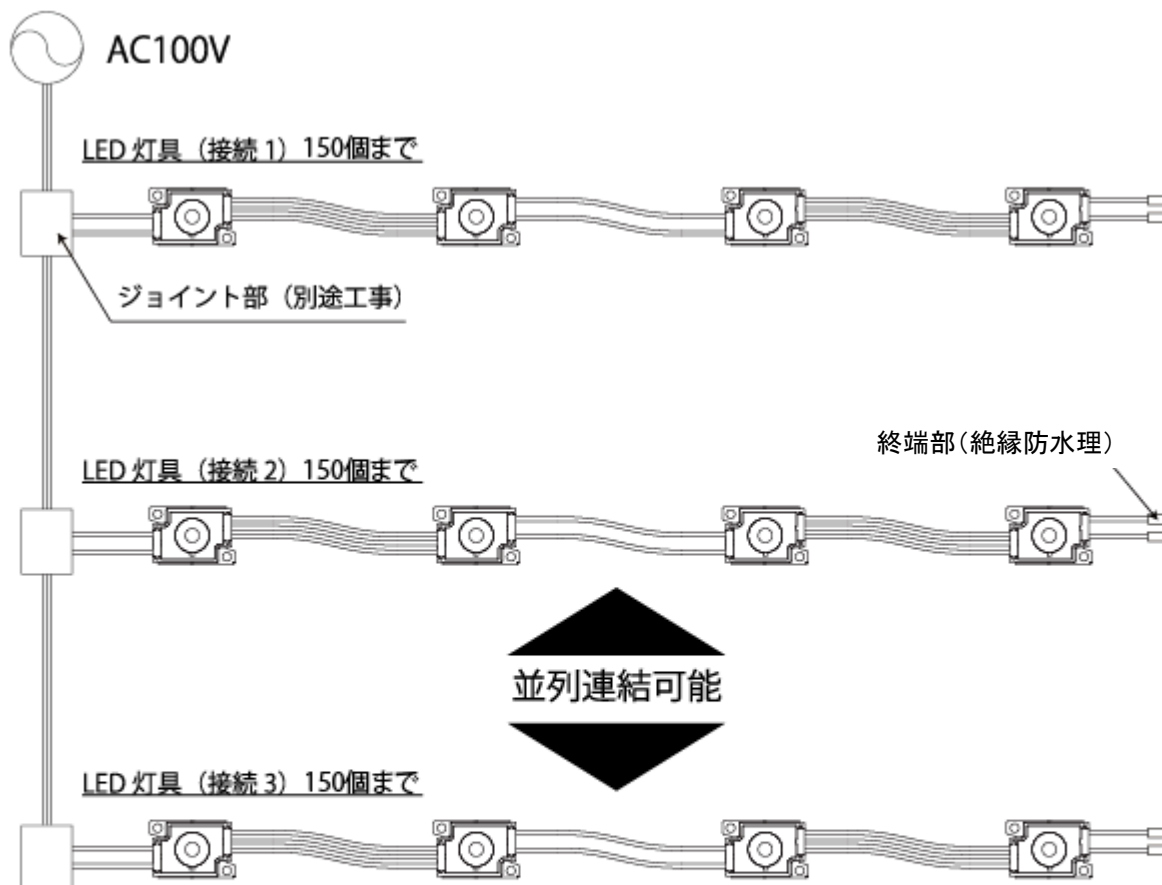 AC100V
LED 灯具（接続 1）150個まで
ジョイント部（別途工事）
終端部(絶縁防水理)
LED 灯具（接続 2）150個まで
並列連結可能
LED 灯具（接続 3）150個まで